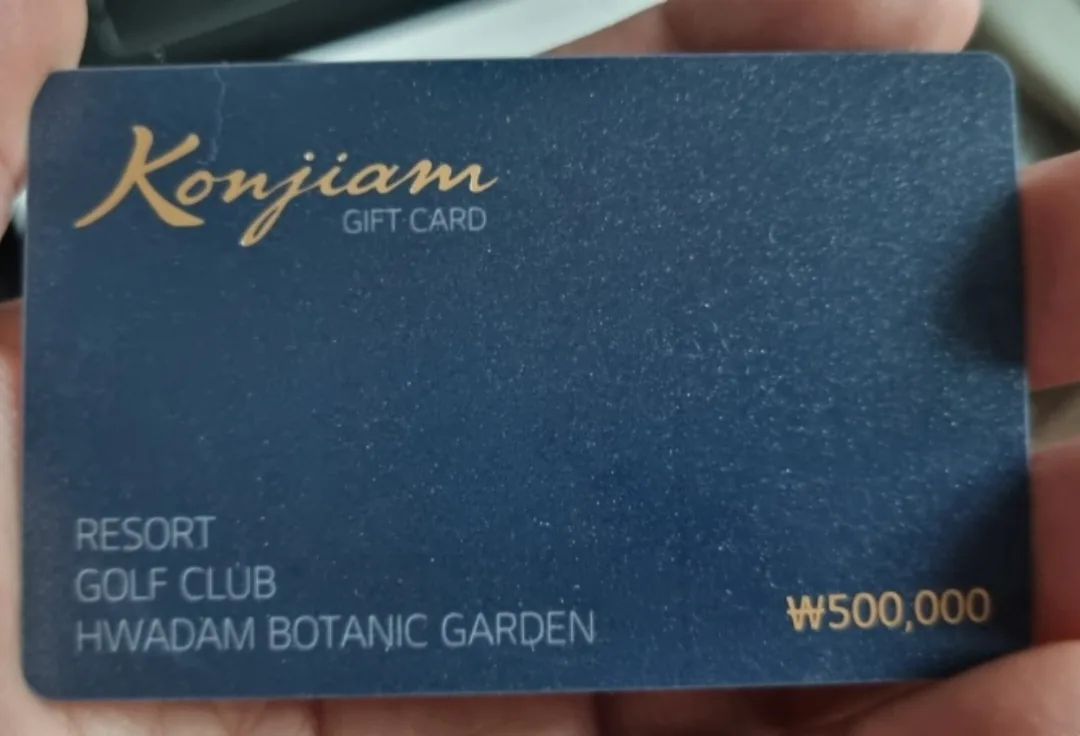 Konjiam
GIFT CARD
RESORT
GOLF CLUB
HWADAM BOTANIC GARDEN
₩500,000